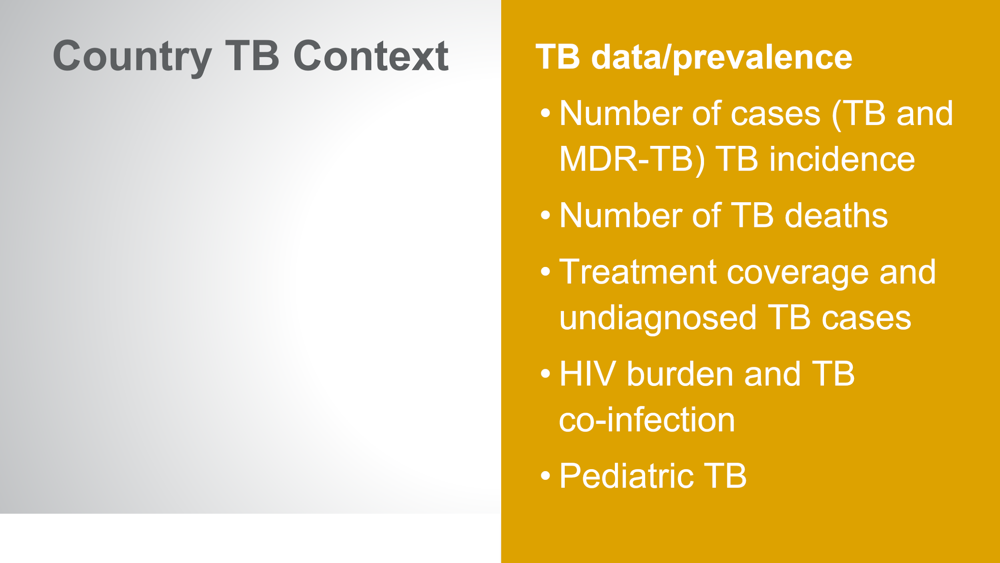 Country TB Context
TB data/prevalence
• Number of cases (TB and
MDR-TB) TB incidence
• Number of TB deaths
• Treatment coverage and
undiagnosed TB cases
• HIV burden and TB
co-infection
• Pediatric TB